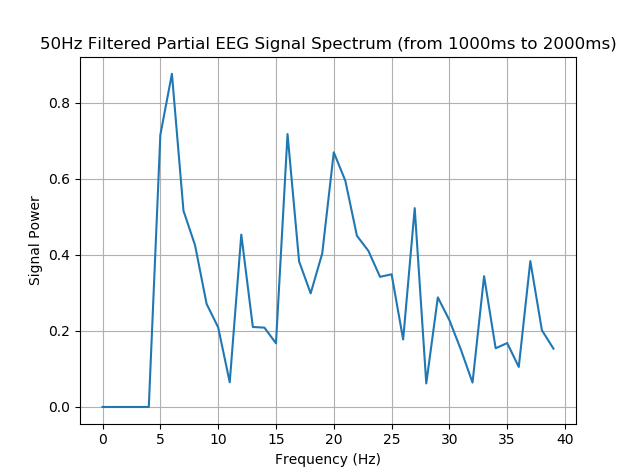 50Hz Filtered Partial EEG Signal Spectrum (from 1000ms to 2000ms)
Signal Power
0.8
0.6
0.4
0.2
0.0
0 5 10 15 20 25 30 35 40
Frequency (Hz)